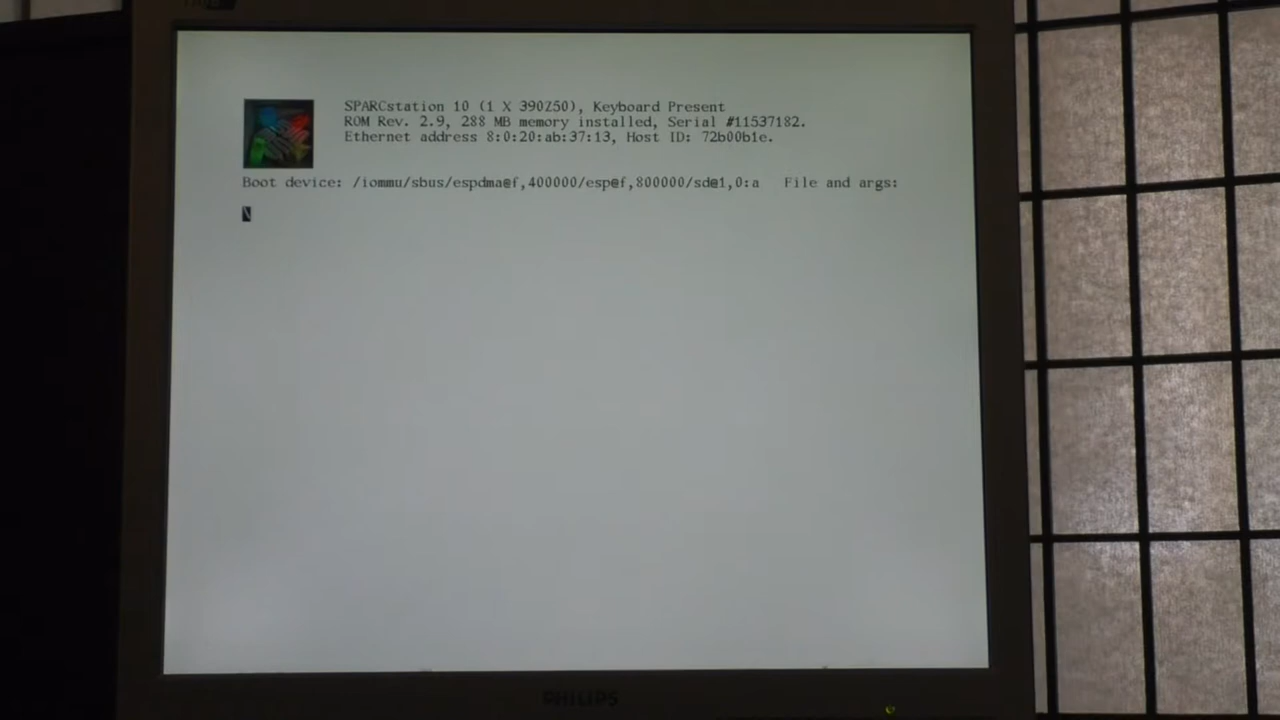 SPARCstation 10 (1 X 390Z50), Keyboard Present
ROM Rev. 2.9, 288 MB memory installed, Serial #11537182.
Ethernet address 8:0:20:ab:37:13, Host ID: 72b00b1e.
Boot device: /iommu/sbus/espdma@f,400000/esp@f,800000/sd@1,0:a File and args:
\
PHILIPS